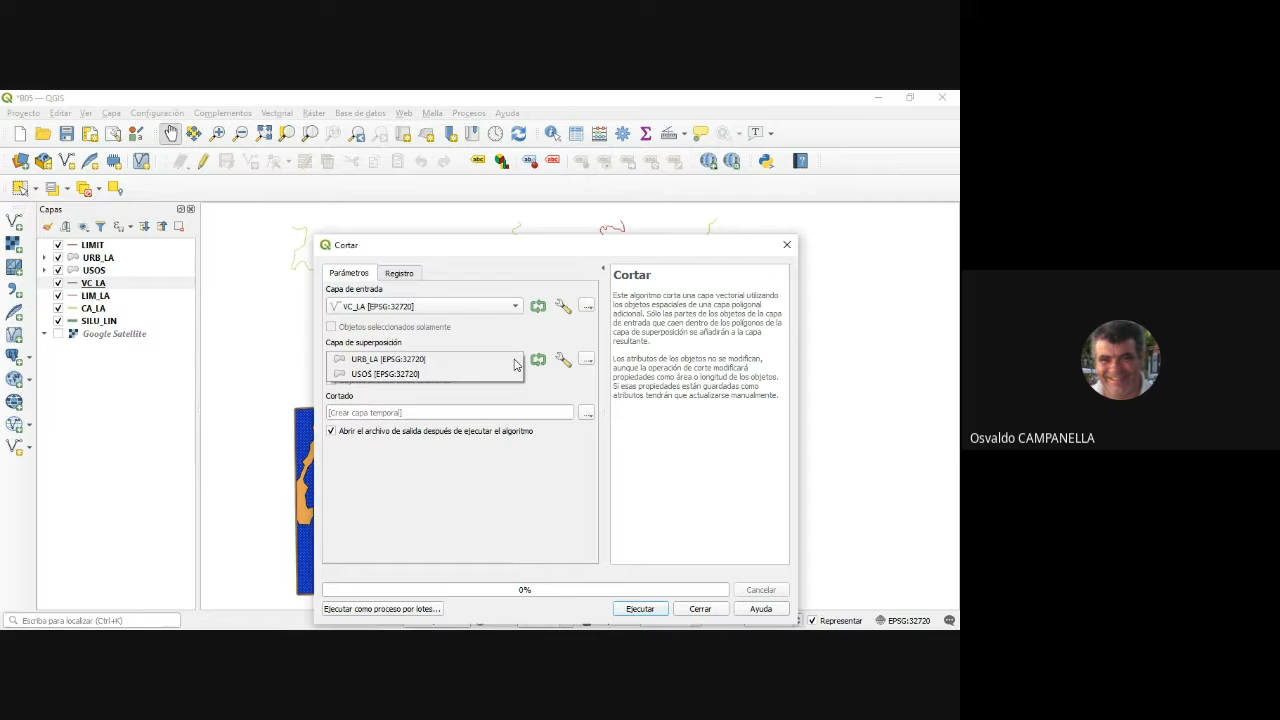 *B05 — QGIS
Proyecto Editar Ver Capa Configuración Complementos Vectorial Ráster Base de datos Web Malla Procesos Ayuda
Capas
LIMIT
URB_LA
USOS
VC_LA
LIM_LA
CA_LA
SILU_LIN
Google Satellite
Cortar
Parámetros Registro
Capa de entrada
VC_LA [EPSG:32720]
Objetos seleccionados solamente
Capa de superposición
URB_LA [EPSG:32720]
USOS [EPSG:32720]
Cortado
[Crear capa temporal]
Abrir el archivo de salida después de ejecutar el algoritmo
Cortar
Este algoritmo corta una capa vectorial utilizando
los objetos espaciales de una capa poligonal
adicional. Sólo las partes de los objetos de la capa
de entrada que caen dentro de los polígonos de la
capa de superposición se añadirán a la capa
resultante.
Los atributos de los objetos no se modifican,
aunque la operación de corte modificará
propiedades como área o longitud de los objetos.
Si esas propiedades están guardadas como
atributos tendrán que actualizarse manualmente.
0%
Cancelar
Ejecutar como proceso por lotes...
Ejecutar
Cerrar
Ayuda
Escriba para localizar (Ctrl+K)
Representar
EPSG:32720
Osvaldo CAMPANELLA